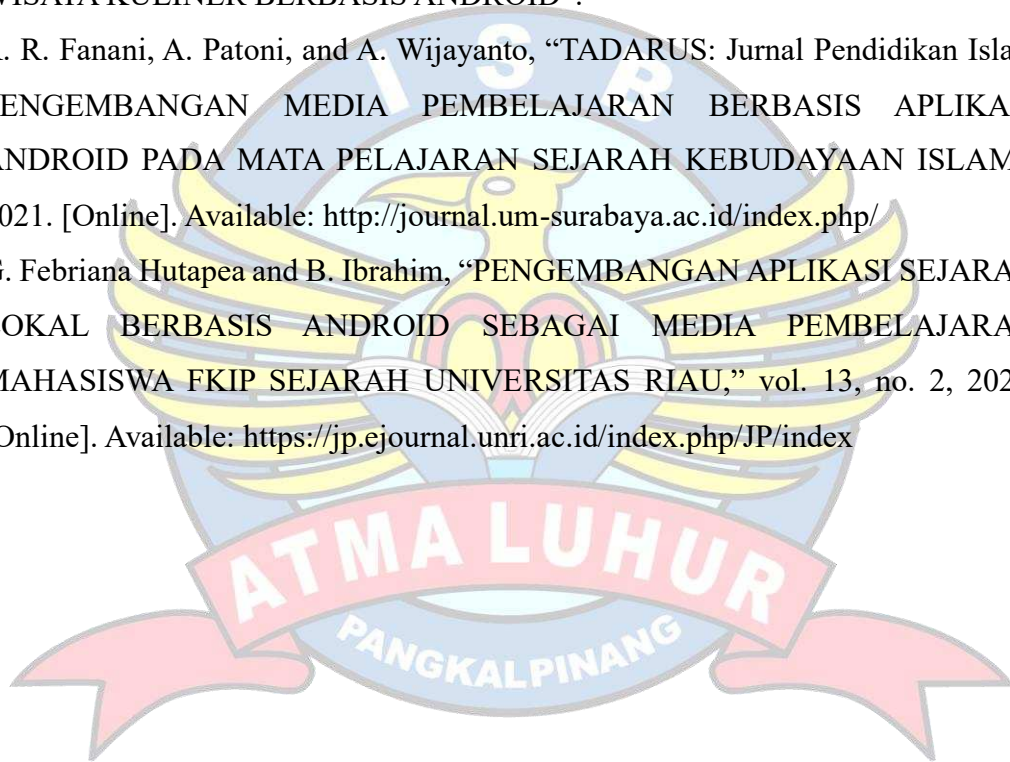 WISATA KULINER BERBASIS ANDROID”.
. R. Fanani, A. Patoni, and A. Wijayanto, “TADARUS: Jurnal Pendidikan Isla
ENGEMBANGAN MEDIA PEMBELAJARAN BERBASIS APLIKA
ANDROID PADA MATA PELAJARAN SEJARAH KEBUDAYAAN ISLAM
021. [Online]. Available: http://journal.um-surabaya.ac.id/index.php/
G. Febriana Hutapea and B. Ibrahim, “PENGEMBANGAN APLIKASI SEJARA
OKAL BERBASIS ANDROID SEBAGAI MEDIA PEMBELAJARA
MAHASISWA FKIP SEJARAH UNIVERSITAS RIAU,” vol. 13, no. 2, 202
Online]. Available: https://jp.ejournal.unri.ac.id/index.php/JP/index
I S B
ATMA LUHUR
PANGKALPINANG